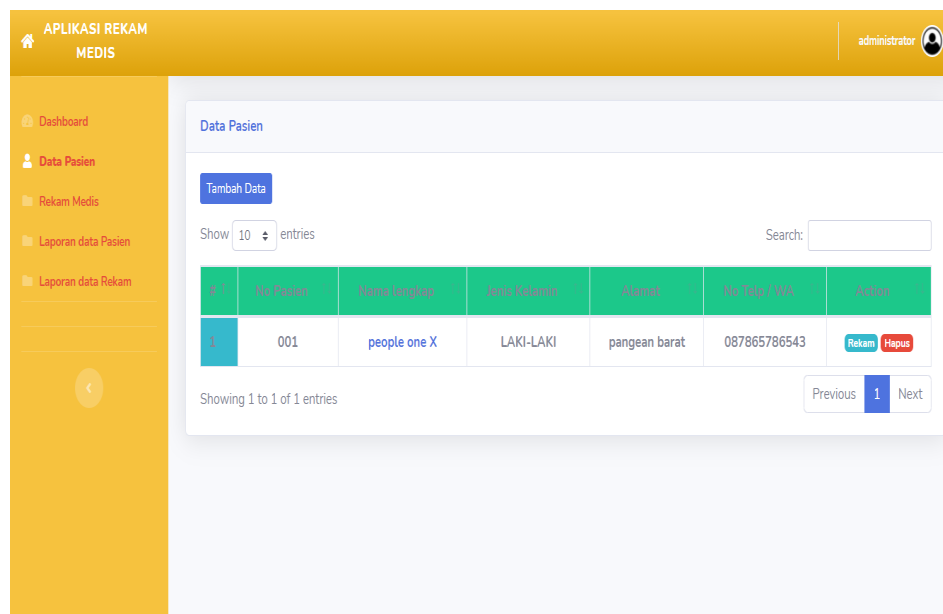 APLIKASI REKAM
MEDIS
administrator
Dashboard
Data Pasien
Rekam Medis
Laporan data Pasien
Laporan data Rekam
Data Pasien
Tambah Data
Show 10 entries
Search:
# No Pasien Nama lengkap Jenis Kelamin Alamat No Telp / WA Action
1 001 people one X LAKI-LAKI pangean barat 087865786543 Rekam Hapus
Showing 1 to 1 of 1 entries
Previous 1 Next